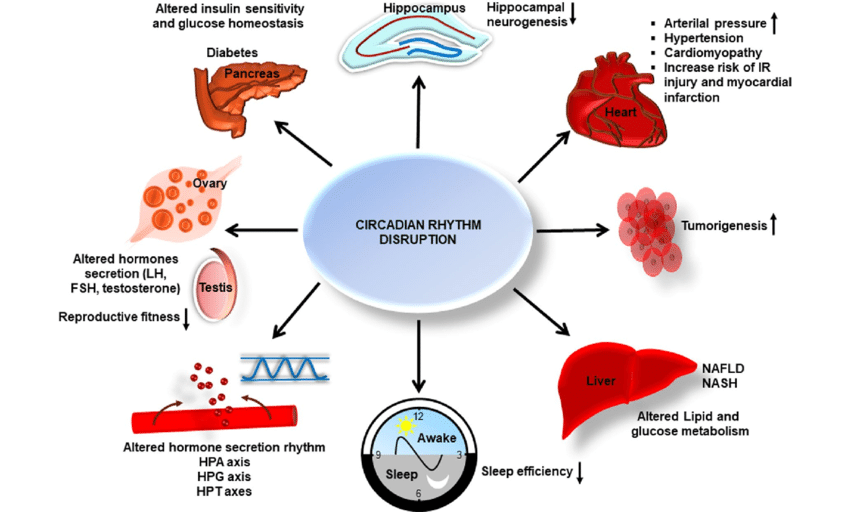 Altered insulin sensitivity
and glucose homeostasis
Diabetes
Pancreas
Hippocampus
Hippocampal
neurogenesis
Arterilal pressure
Hypertension
Cardiomyopathy
Increase risk of IR
injury and myocardial
infarction
Heart
Ovary
CIRCADIAN RHYTHM
DISRUPTION
Tumorigenesis
Altered hormones
secretion (LH,
FSH, testosterone)
Testis
Reproductive fitness
Liver
NAFLD
NASH
Altered Lipid and
glucose metabolism
Altered hormone secretion rhythm
HPA axis
HPG axis
HPT axes
12
Awake
9
3
Sleep
6
Sleep efficiency